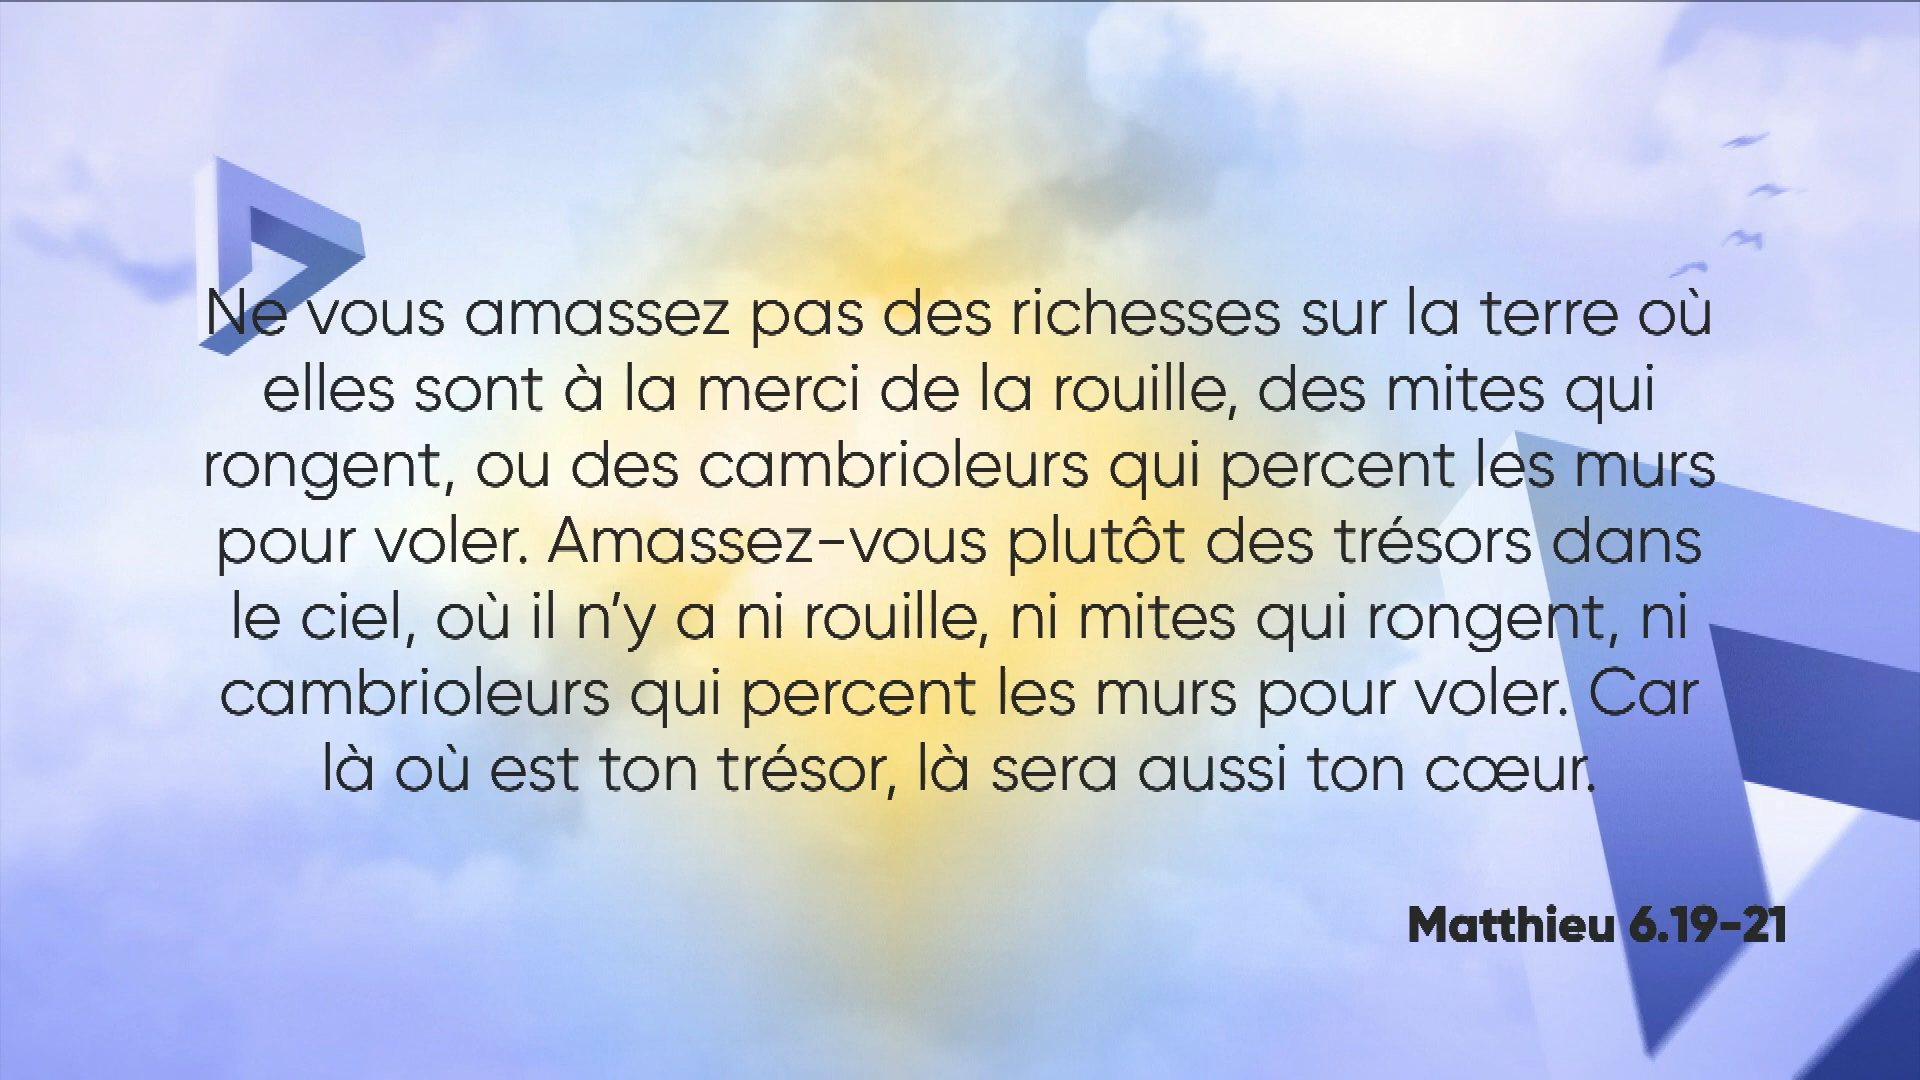 Ne vous amassez pas des richesses sur la terre où
elles sont à la merci de la rouille, des mites qui
rongent, ou des cambrioleurs qui percent les murs
pour voler. Amassez-vous plutôt des trésors dans
le ciel, où il n’y a ni rouille, ni mites qui rongent, ni
cambrioleurs qui percent les murs pour voler. Car
là où est ton trésor, là sera aussi ton cœur.
Matthieu 6.19-21